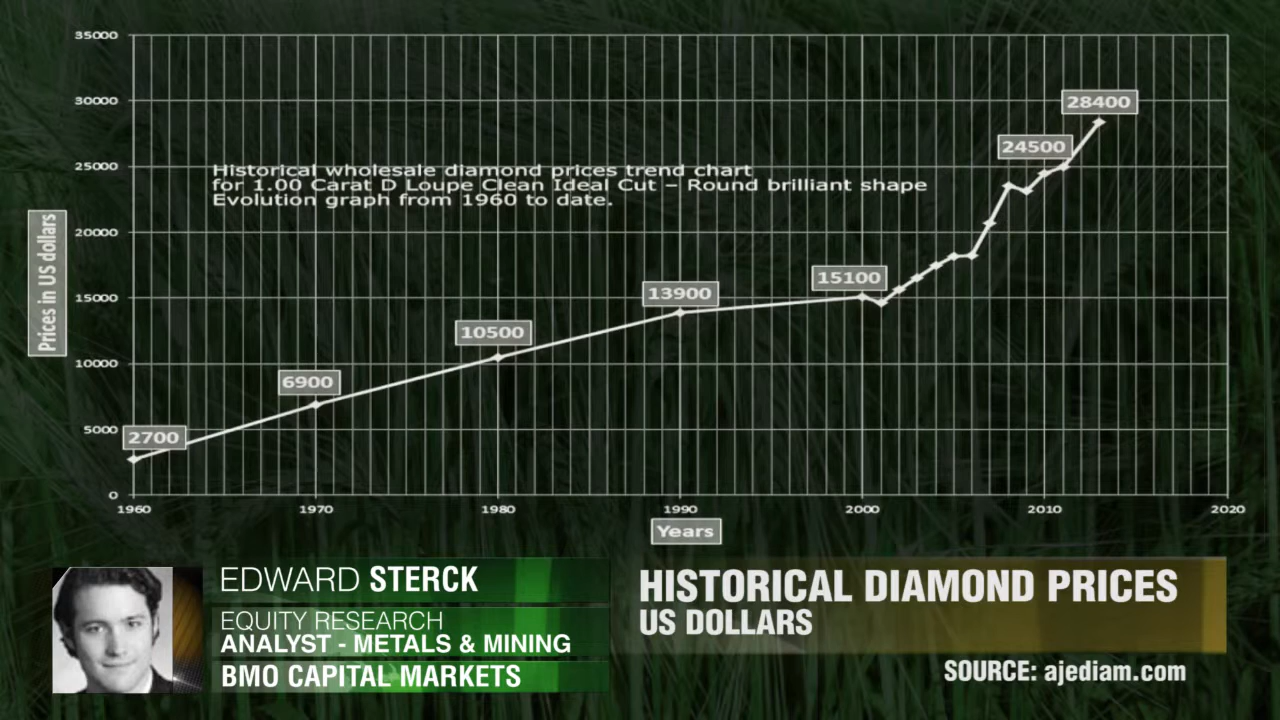 35000
30000
28400
24500
25000
Historical wholesale diamond prices trend chart
for 1.00 Carat D Loupe Clean Ideal Cut – Round brilliant shape
Evolution graph from 1960 to date.
20000
Prices in US dollars
15100
15000
13900
10500
10000
6900
5000
2700
0
1960 1970 1980 1990 2000 2010 2020
Years
EDWARD STERCK
EQUITY RESEARCH
ANALYST - METALS & MINING
BMO CAPITAL MARKETS
HISTORICAL DIAMOND PRICES
US DOLLARS
SOURCE: ajediam.com